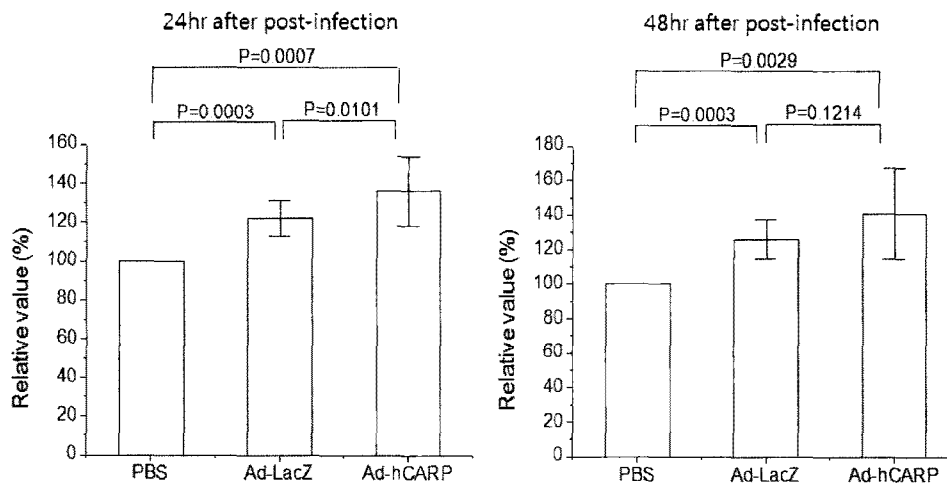 24hr after post-infection
P=0.0007
P=0.0003
P=0.0101
Relative value (%)
160
140
120
100
80
60
40
20
0
PBS
Ad-LacZ
Ad-hCARP
48hr after post-infection
P=0.0029
P=0.0003
P=0.1214
Relative value (%)
180
160
140
120
100
80
60
40
20
0
PBS
Ad-LacZ
Ad-hCARP